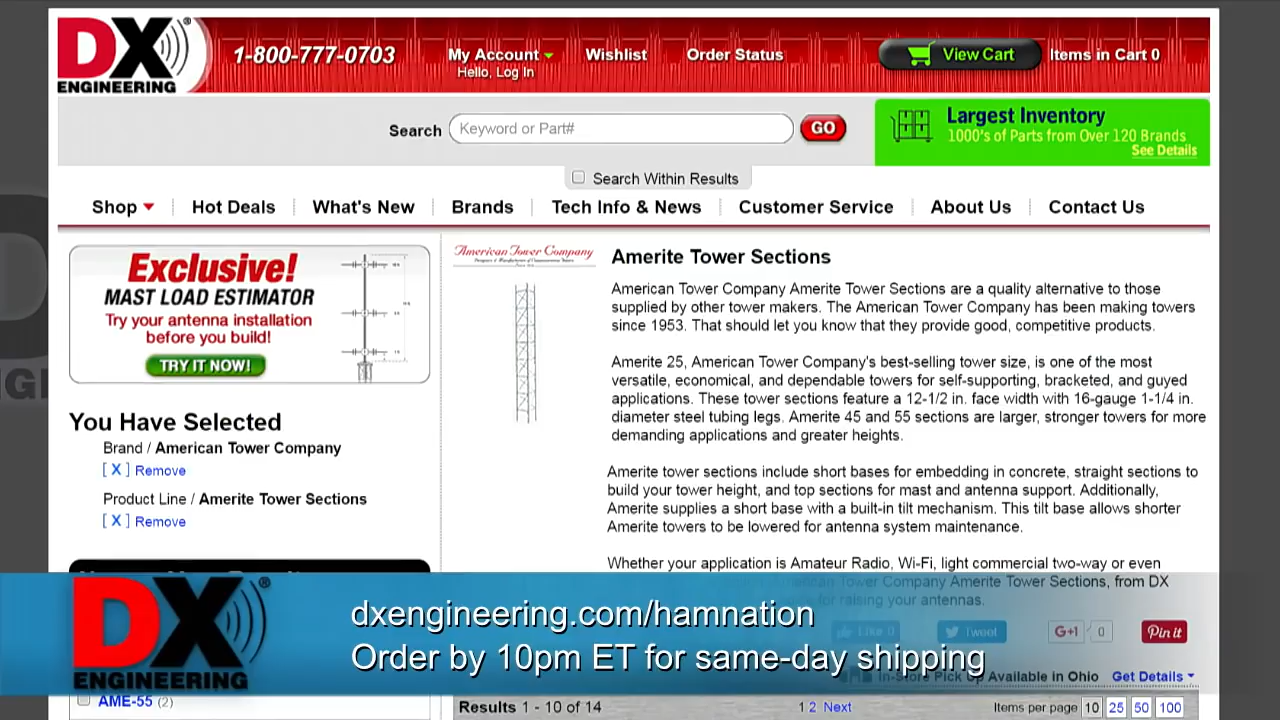 DX®
ENGINEERING
1-800-777-0703
My Account
Hello, Log In
Wishlist
Order Status
View Cart
Items in Cart 0
Search
Keyword or Part#
GO
Largest Inventory
1000's of Parts from Over 120 Brands
See Details
Search Within Results
Shop
Hot Deals
What's New
Brands
Tech Info & News
Customer Service
About Us
Contact Us
Exclusive!
MAST LOAD ESTIMATOR
Try your antenna installation
before you build!
TRY IT NOW!
You Have Selected
Brand / American Tower Company
[ X ] Remove
Product Line / Amerite Tower Sections
[ X ] Remove
AME-55 (2)
American Tower Company
Amerite Tower Sections
American Tower Company Amerite Tower Sections are a quality alternative to those
supplied by other tower makers. The American Tower Company has been making towers
since 1953. That should let you know that they provide good, competitive products.
Amerite 25, American Tower Company's best-selling tower size, is one of the most
versatile, economical, and dependable towers for self-supporting, bracketed, and guyed
applications. These tower sections feature a 12-1/2 in. face width with 16-gauge 1-1/4 in.
diameter steel tubing legs. Amerite 45 and 55 sections are larger, stronger towers for more
demanding applications and greater heights.
Amerite tower sections include short bases for embedding in concrete, straight sections to
build your tower height, and top sections for mast and antenna support. Additionally,
Amerite supplies a short base with a built-in tilt mechanism. This tilt base allows shorter
Amerite towers to be lowered for antenna system maintenance.
Whether your application is Amateur Radio, Wi-Fi, light commercial two-way or even
American Tower Company Amerite Tower Sections, from DX
for raising your antennas.
Like 0
Tweet
G+1
0
Pin it
In-Store Pick Up Available in Ohio
Get Details
Results 1 - 10 of 14
1 2 Next
Items per page 10 25 50 100
DX®
ENGINEERING
dxengineering.com/hamnation
Order by 10pm ET for same-day shipping